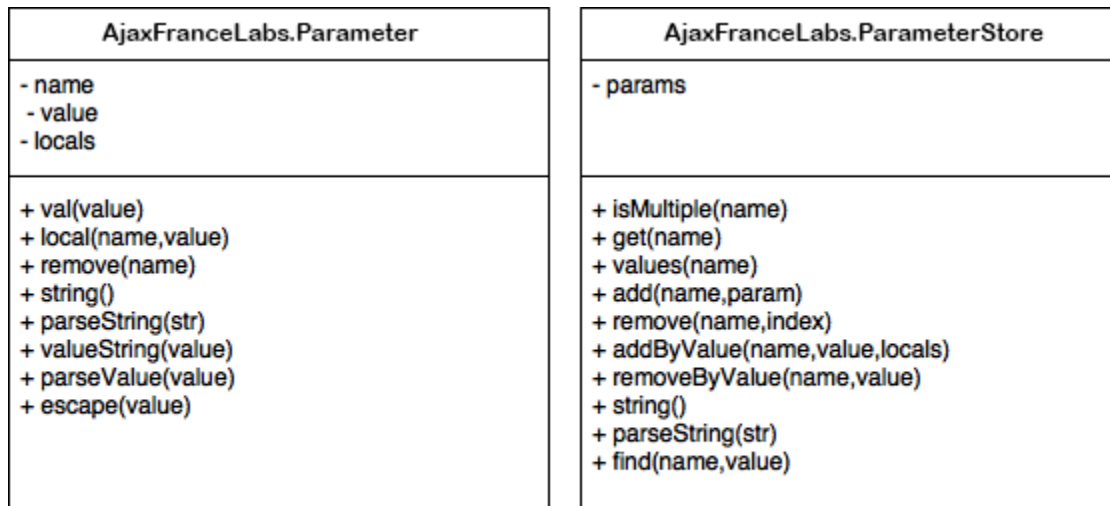 AjaxFranceLabs.Parameter
- name
- value
- locals
+ val(value)
+ local(name,value)
+ remove(name)
+ string()
+ parseString(str)
+ valueString(value)
+ parseValue(value)
+ escape(value)
AjaxFranceLabs.ParameterStore
- params
+ isMultiple(name)
+ get(name)
+ values(name)
+ add(name,param)
+ remove(name,index)
+ addByValue(name,value,locals)
+ removeByValue(name,value)
+ string()
+ parseString(str)
+ find(name,value)